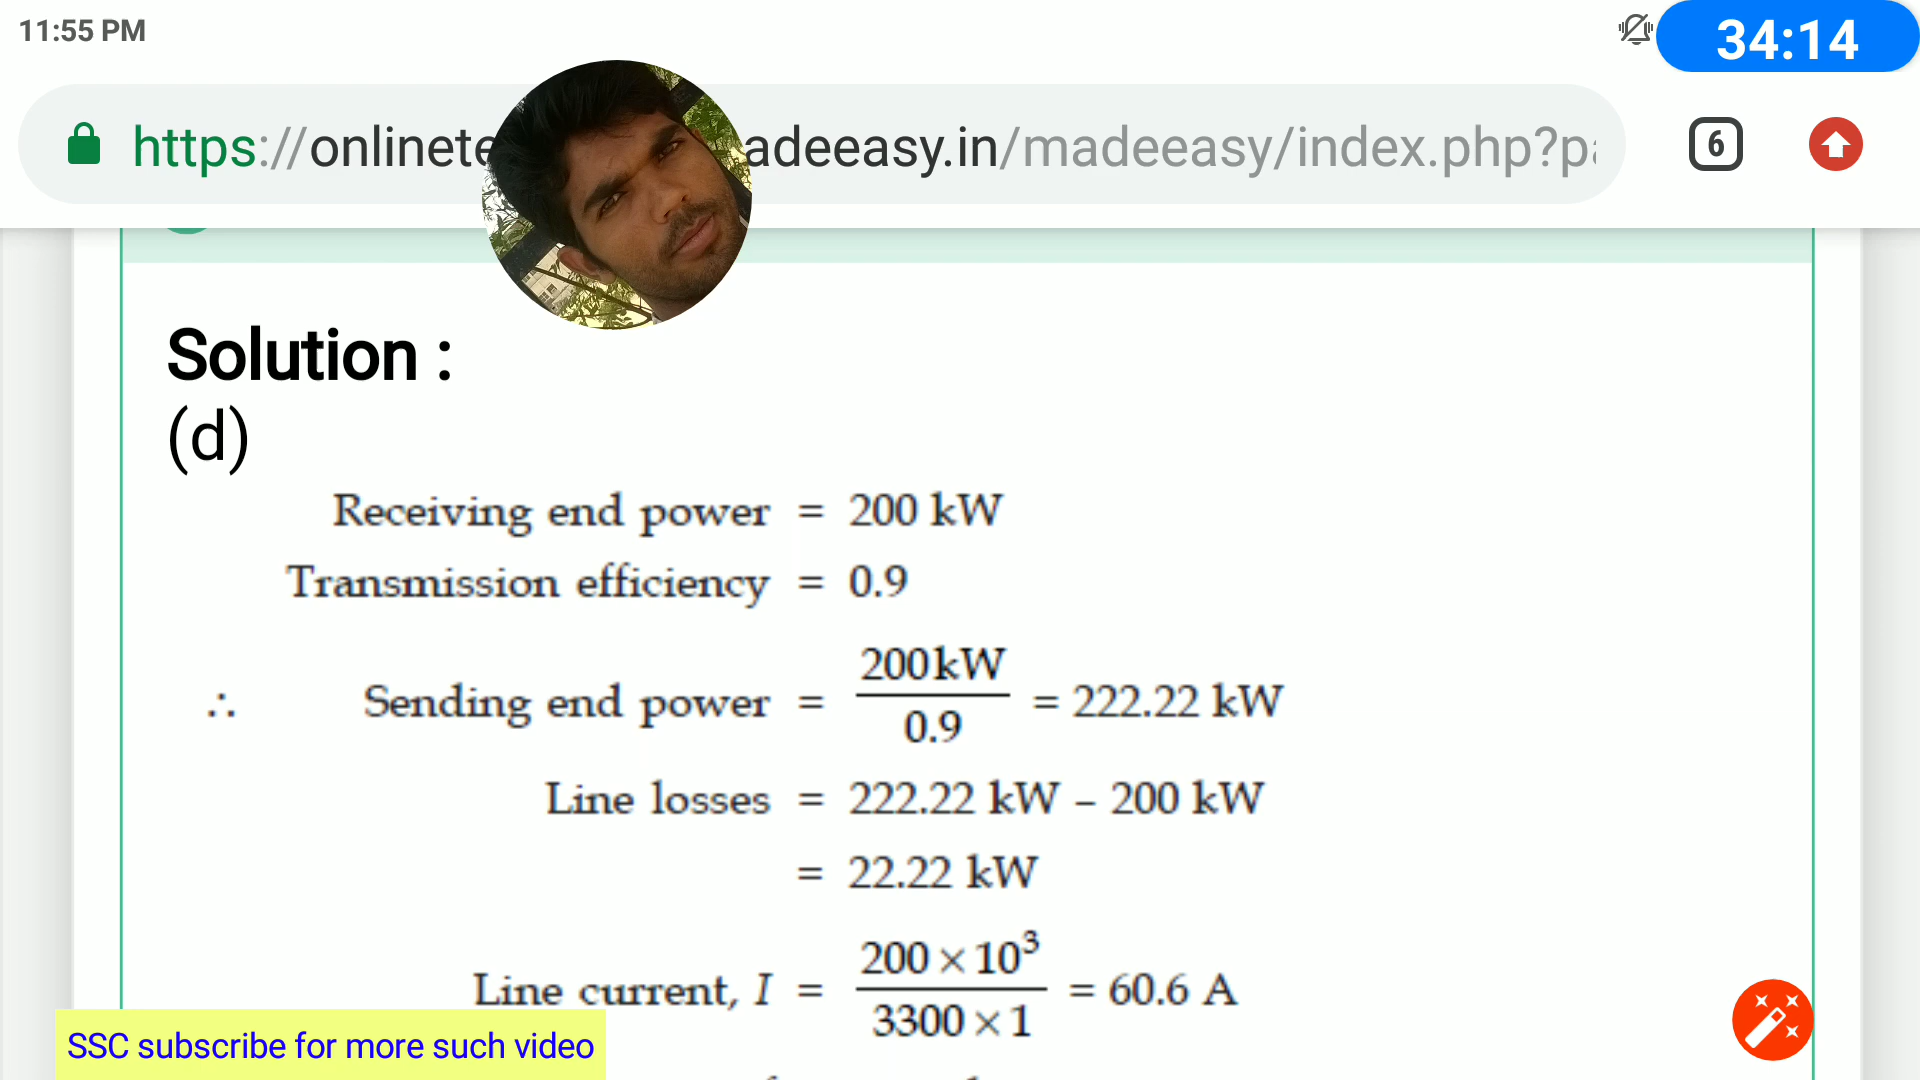 11:55 PM
34:14
https://onlinete adeeasy.in/madeeasy/index.php?pa
6
Solution :
(d)
Receiving end power = 200 kW
Transmission efficiency = 0.9
∴ Sending end power = 200 kW / 0.9 = 222.22 kW
Line losses = 222.22 kW – 200 kW
= 22.22 kW
Line current, I = 200 × 10³ / 3300 × 1 = 60.6 A
SSC subscribe for more such video